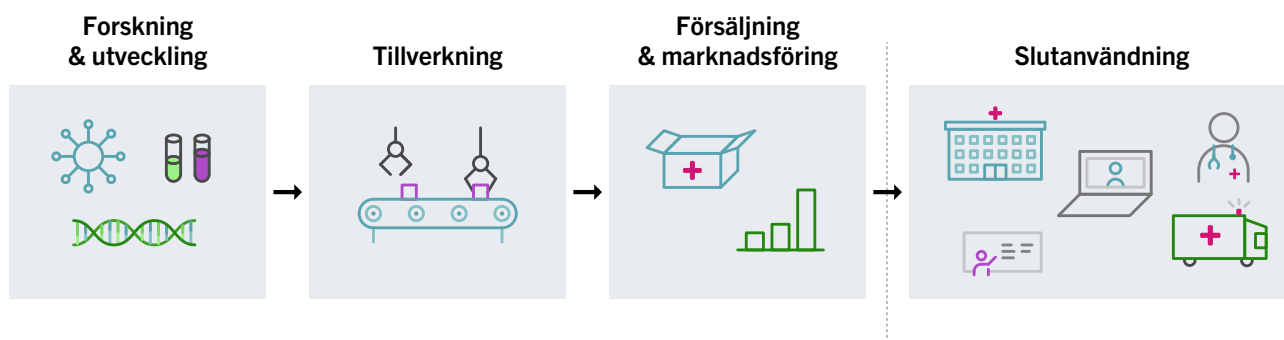 Forskning
& utveckling
Tillverkning
Försäljning
& marknadsföring
Slutanvändning